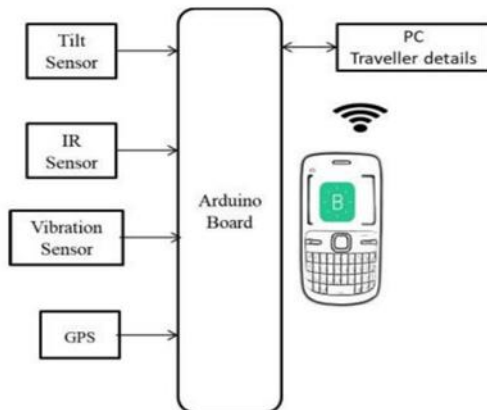 Tilt
Sensor
IR
Sensor
Vibration
Sensor
GPS
Arduino
Board
PC
Traveller details
B